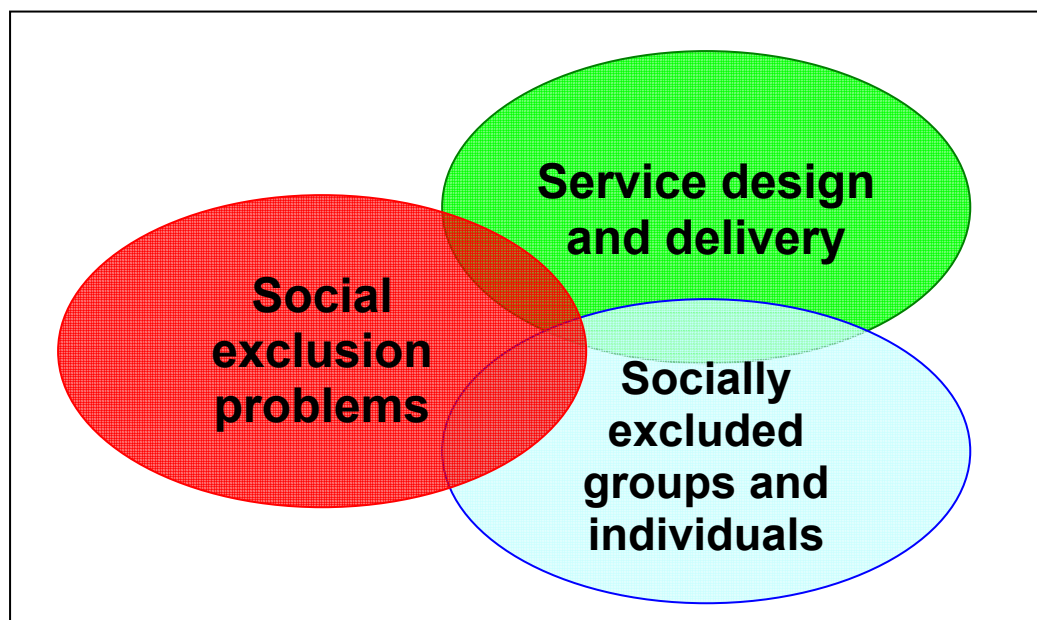 Service design
and delivery
Social
exclusion
problems
Socially
excluded
groups and
individuals